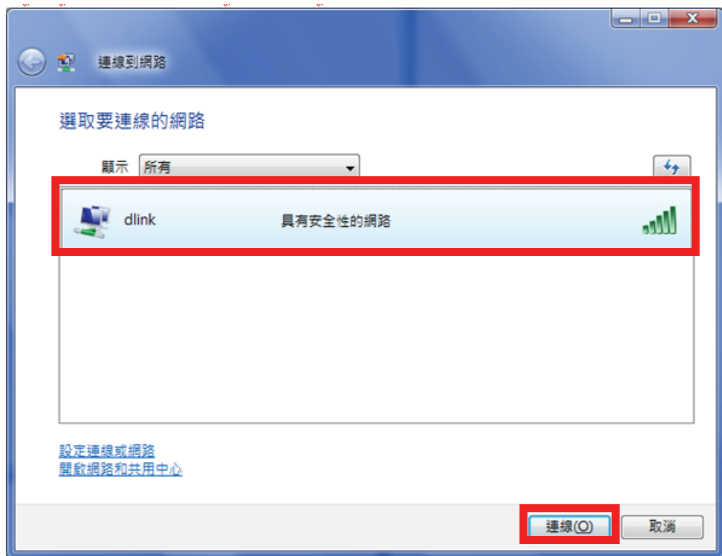 連線到網路
選取要連線的網路
顯示 所有
dlink 具有安全性的網路
設定連線或網路
開啟網路和共用中心
連線(O) 取消